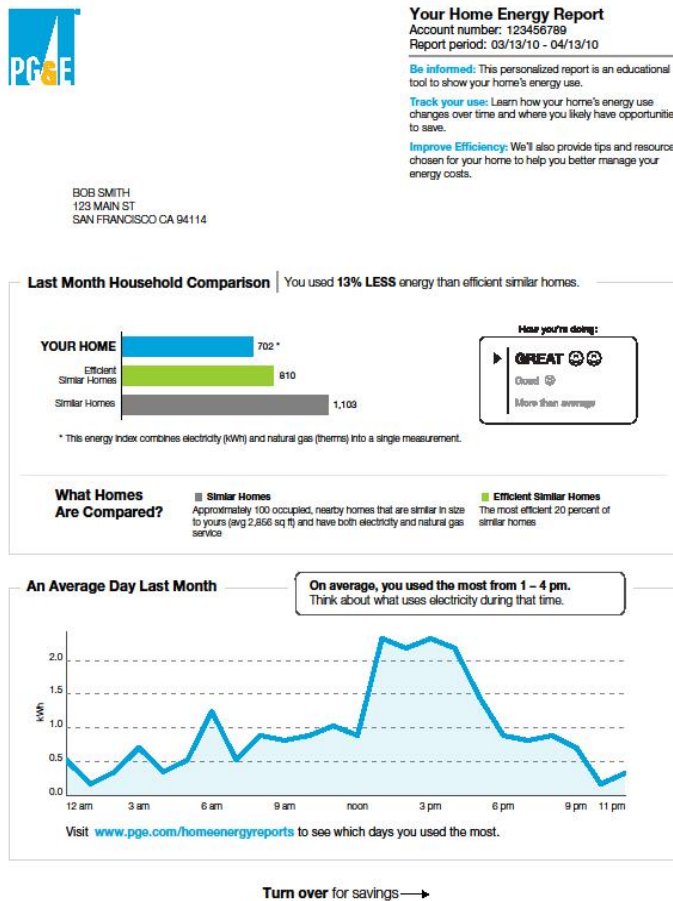 PG&E
Your Home Energy Report
Account number: 123456789
Report period: 03/13/10 - 04/13/10
Be informed: This personalized report is an educational
tool to show your home's energy use.
Track your use: Learn how your home's energy use
changes over time and where you likely have opportunitie
to save.
Improve Efficiency: We'll also provide tips and resource
chosen for your home to help you better manage your
energy costs.
BOB SMITH
123 MAIN ST
SAN FRANCISCO CA 94114
Last Month Household Comparison | You used 13% LESS energy than efficient similar homes.
YOUR HOME 702 *
Efficient
Similar Homes 810
Similar Homes 1,103
How you're doing:
GREAT
Good
More than average
* This energy index combines electricity (kWh) and natural gas (therms) into a single measurement.
What Homes
Are Compared?
Similar Homes
Approximately 100 occupied, nearby homes that are similar in size
to yours (avg 2,856 sq ft) and have both electricity and natural gas
service
Efficient Similar Homes
The most efficient 20 percent of
similar homes
An Average Day Last Month
On average, you used the most from 1 – 4 pm.
Think about what uses electricity during that time.
kWh
2.0
1.5
1.0
0.5
0.0
12 am 3 am 6 am 9 am noon 3 pm 6 pm 9 pm 11 pm
Visit www.pge.com/homeenergyreports to see which days you used the most.
Turn over for savings